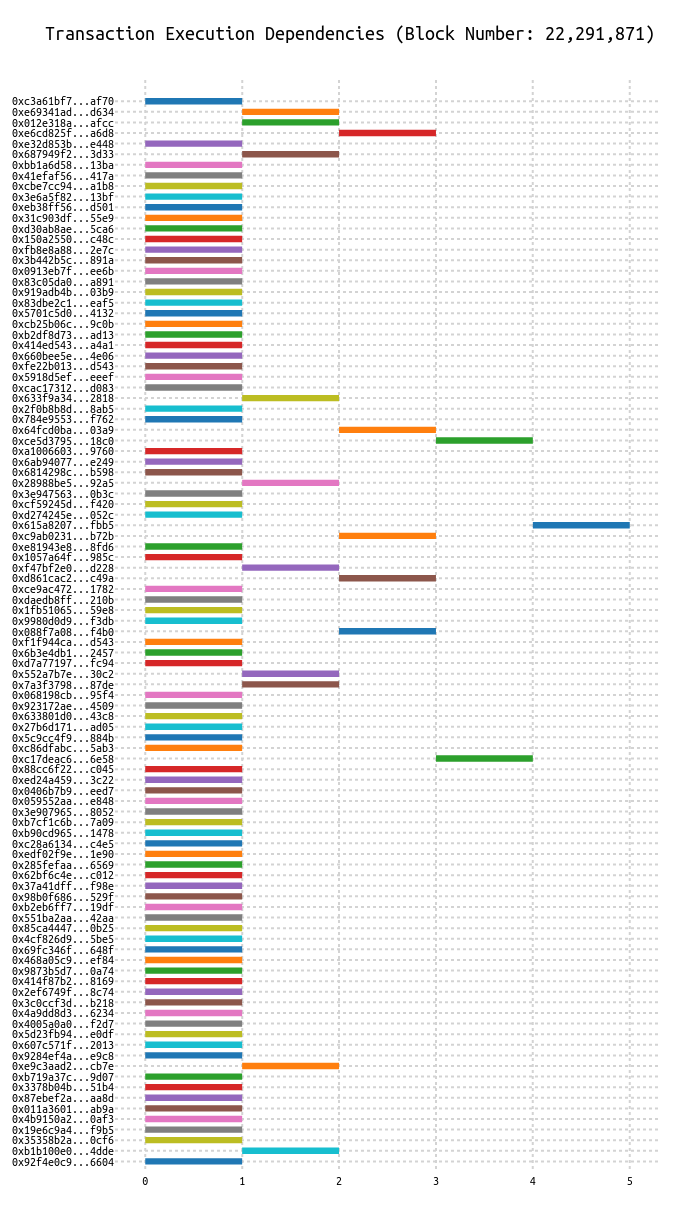 Transaction Execution Dependencies (Block Number: 22,291,871)
0xc3a61bf7...af70
0xe69341ad...d634
0x012e318a...afcc
0xe6cd825f...a6d8
0xe32d853b...e448
0x687949f2...3d33
0xbb1a6d58...13ba
0x41efaf56...417a
0xcbe7cc94...a1b8
0x3e6a5f82...13bf
0xeb38ff56...d501
0x31c903df...55e9
0xd30ab8ae...5ca6
0x150a2550...c48c
0xfb8e8a88...2e7c
0x3b442b5c...891a
0x0913eb7f...ee6b
0x83c05da0...a891
0x919adb4b...03b9
0x83dbe2c1...eaf5
0x5701c5d0...4132
0xcb25b06c...9c0b
0xb2df8d73...ad13
0x414ed543...a4a1
0x660bee5e...4e06
0xfe22b013...d543
0x5918d5ef...eeef
0xcac17312...d083
0x633f9a34...2818
0x2f0b8b8d...8ab5
0x784e9553...f762
0x64fcd0ba...03a9
0xce5d3795...18c0
0xa1006603...9760
0x6ab94077...e249
0x6814298c...b598
0x28988be5...92a5
0x3e947563...0b3c
0xcf59245d...f420
0xd274245e...052c
0x615a8207...fbb5
0xc9ab0231...b72b
0xe81943e8...8fd6
0x1057a64f...985c
0xf47bf2e0...d228
0xd861cac2...c49a
0xce9ac472...1782
0xdaedb8ff...210b
0x1fb51065...59e8
0x9980d0d9...f3db
0x088f7a08...f4b0
0xf1f944ca...d543
0x6b3e4db1...2457
0xd7a77197...fc94
0x552a7b7e...30c2
0x7a3f3798...87de
0x068198cb...95f4
0x923172ae...4509
0x633801d0...43c8
0x27b6d171...ad05
0x5c9cc4f9...884b
0xc86dfabc...5ab3
0xc17deac6...6e58
0x88cc6f22...c045
0xed24a459...3c22
0x0406b7b9...eed7
0x059552aa...e848
0x3e907965...8052
0xb7cf1c6b...7a09
0xb90cd965...1478
0xc28a6134...c4e5
0xedf02f9e...1e90
0x285fefaa...6569
0x62bf6c4e...c012
0x37a41dff...f98e
0x98b0f686...529f
0xb2eb6ff7...19df
0x551ba2aa...42aa
0x85ca4447...0b25
0x4cf826d9...5be5
0x69fc346f...648f
0x468a05c9...ef84
0x9873b5d7...0a74
0x414f87b2...8169
0x2ef6749f...8c74
0x3c0ccf3d...b218
0x4a9dd8d3...6234
0x4005a0a0...f2d7
0x5d23fb94...e0df
0x607c571f...2013
0x9284ef4a...e9c8
0xe9c3aad2...cb7e
0xb719a37c...9d07
0x3378b04b...51b4
0x87ebef2a...aa8d
0x011a3601...ab9a
0x4b9150a2...0af3
0x19e6c9a4...f9b5
0x35358b2a...0cf6
0xb1b100e0...4dde
0x92f4e0c9...6604
0 1 2 3 4 5